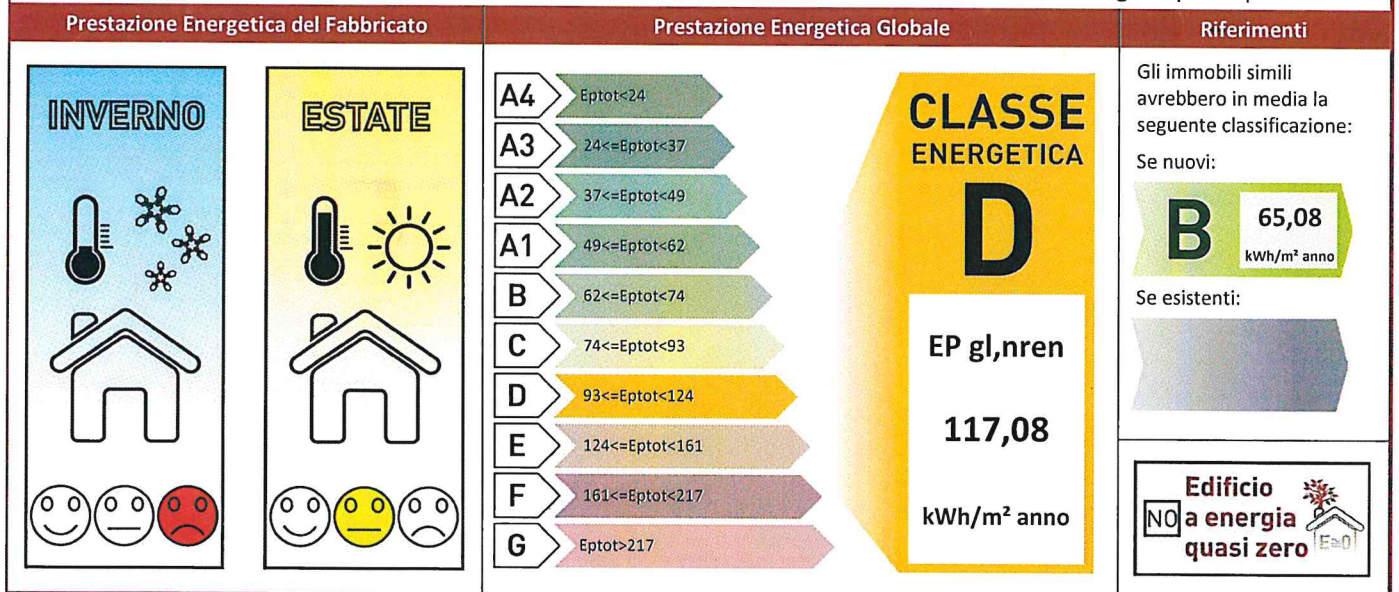 Prestazione Energetica del Fabbricato
Prestazione Energetica Globale
Riferimenti
INVERNO
ESTATE
A4 Eptot<24
A3 24<=Eptot<37
A2 37<=Eptot<49
A1 49<=Eptot<62
B 62<=Eptot<74
C 74<=Eptot<93
D 93<=Eptot<124
E 124<=Eptot<161
F 161<=Eptot<217
G Eptot>217
CLASSE
ENERGETICA
D
EP gl,nren
117,08
kWh/m² anno
Gli immobili simili
avrebbero in media la
seguente classificazione:
Se nuovi:
B 65,08
kWh/m² anno
Se esistenti:
Edificio
NO a energia
quasi zero
E≃0